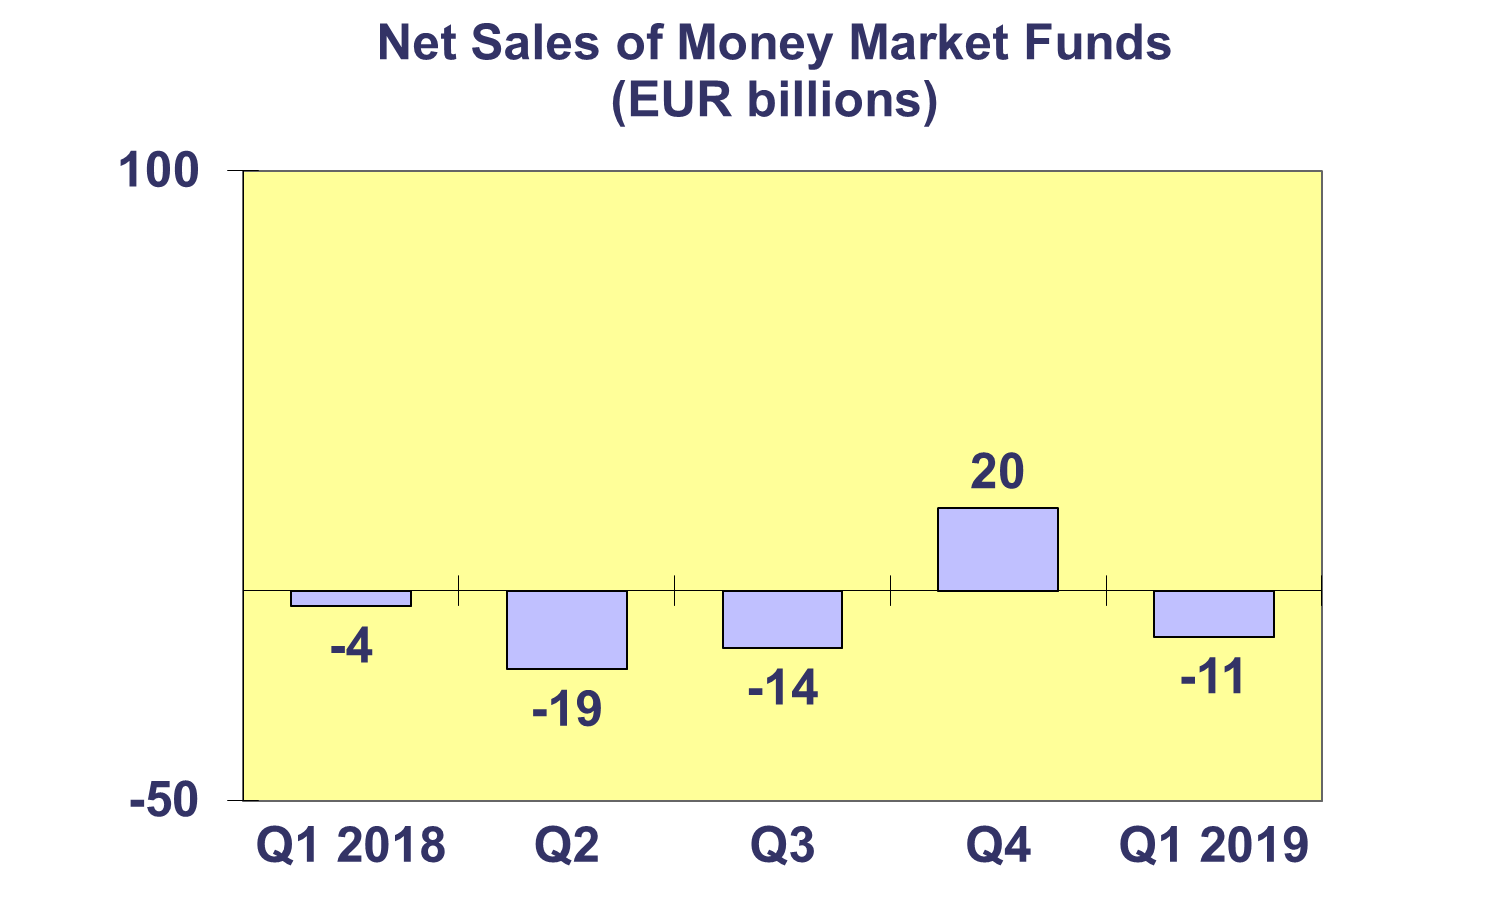 Net Sales of Money Market Funds
(EUR billions)
100
20
-4
-19
-14
-11
-50
Q1 2018
Q2
Q3
Q4
Q1 2019